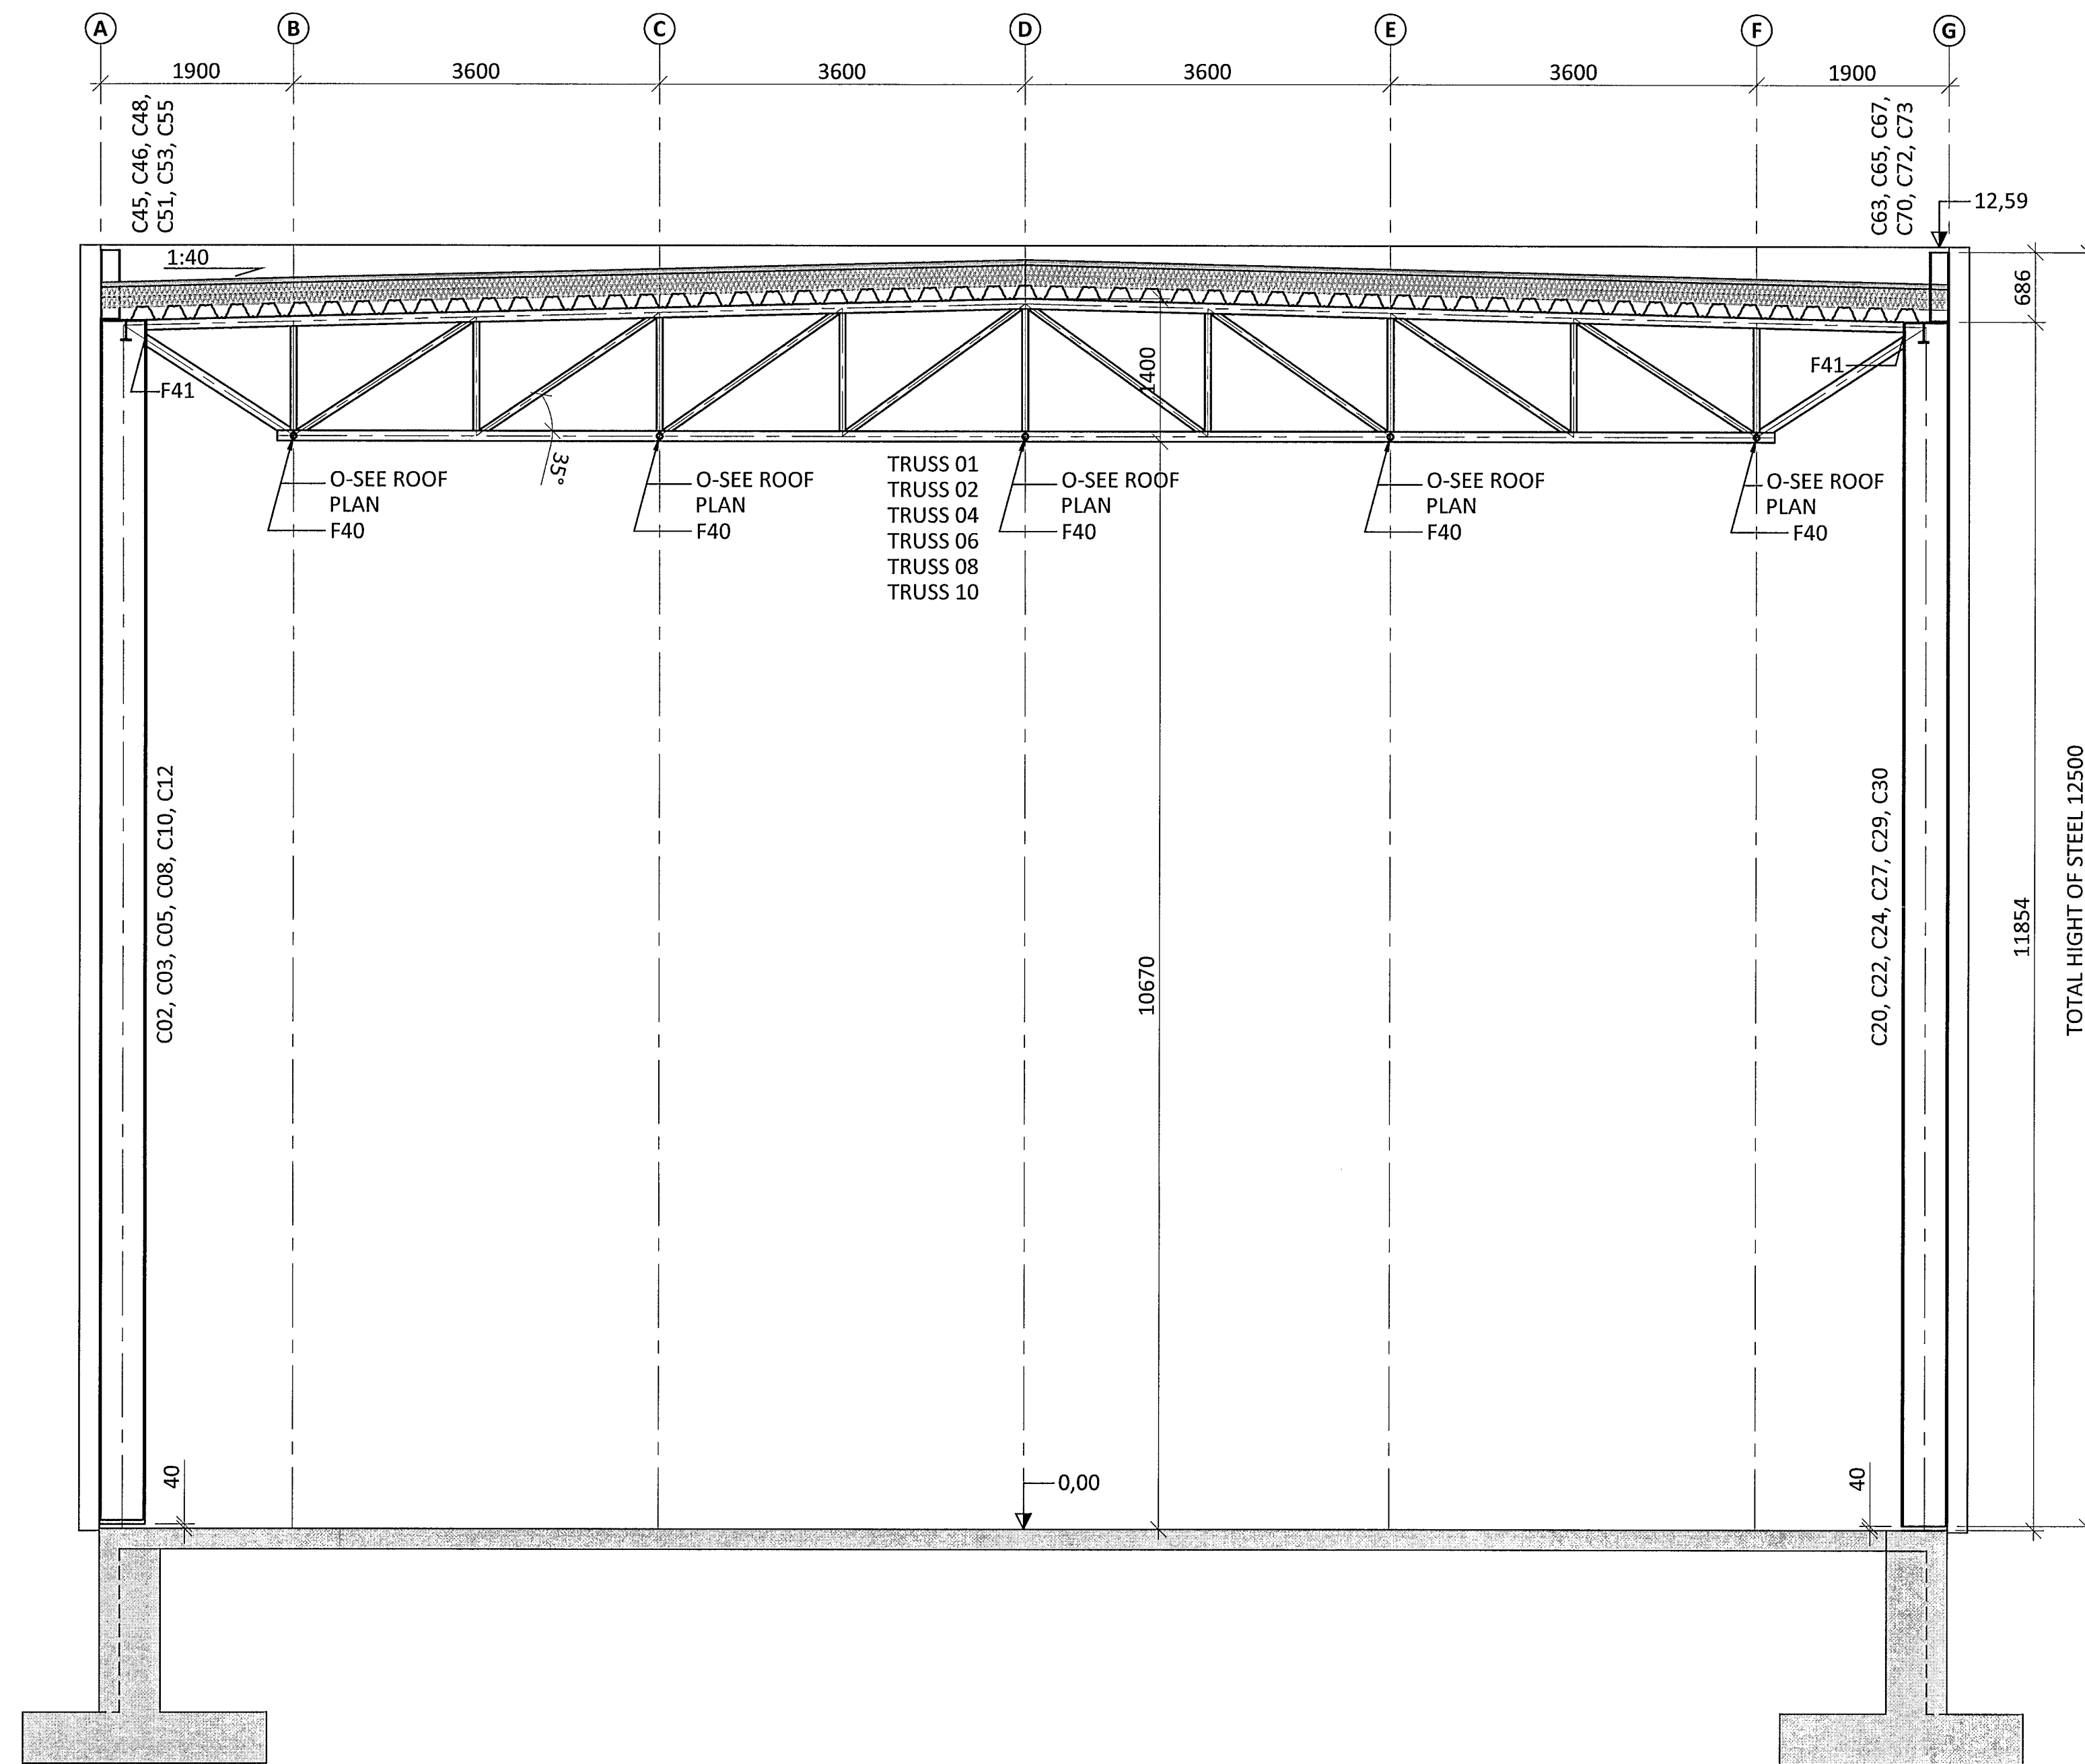 A B C D E F G
1900 3600 3600 3600 3600 1900
C45, C46, C48,
C51, C53, C55
C63, C65, C67,
C70, C72, C73
12,59
1:40
686
1400
F41
F41
35°
O-SEE ROOF
PLAN
F40
O-SEE ROOF
PLAN
F40
TRUSS 01
TRUSS 02
TRUSS 04
TRUSS 06
TRUSS 08
TRUSS 10
O-SEE ROOF
PLAN
F40
O-SEE ROOF
PLAN
F40
O-SEE ROOF
PLAN
F40
C02, C03, C05, C08, C10, C12
10670
C20, C22, C24, C27, C29, C30
11854
TOTAL HIGHT OF STEEL 12500
40
0,00
40